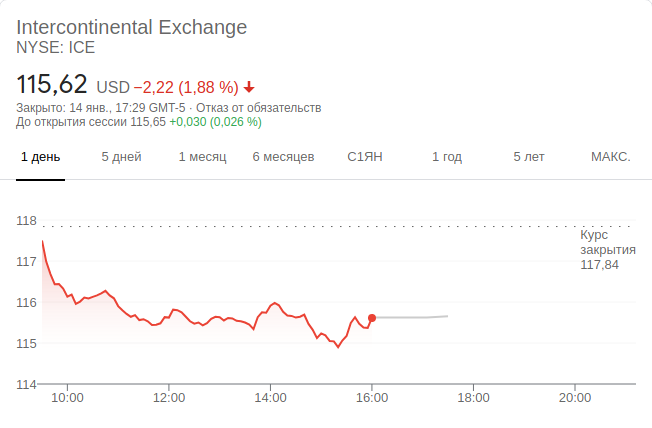 Intercontinental Exchange
NYSE: ICE
115,62 USD −2,22 (1,88 %)
Закрыто: 14 янв., 17:29 GMT-5 · Отказ от обязательств
До открытия сессии 115,65 +0,030 (0,026 %)
1 день 5 дней 1 месяц 6 месяцев С1ЯН 1 год 5 лет МАКС.
118
Курс
закрытия
117,84
117
116
115
114
10:00 12:00 14:00 16:00 18:00 20:00